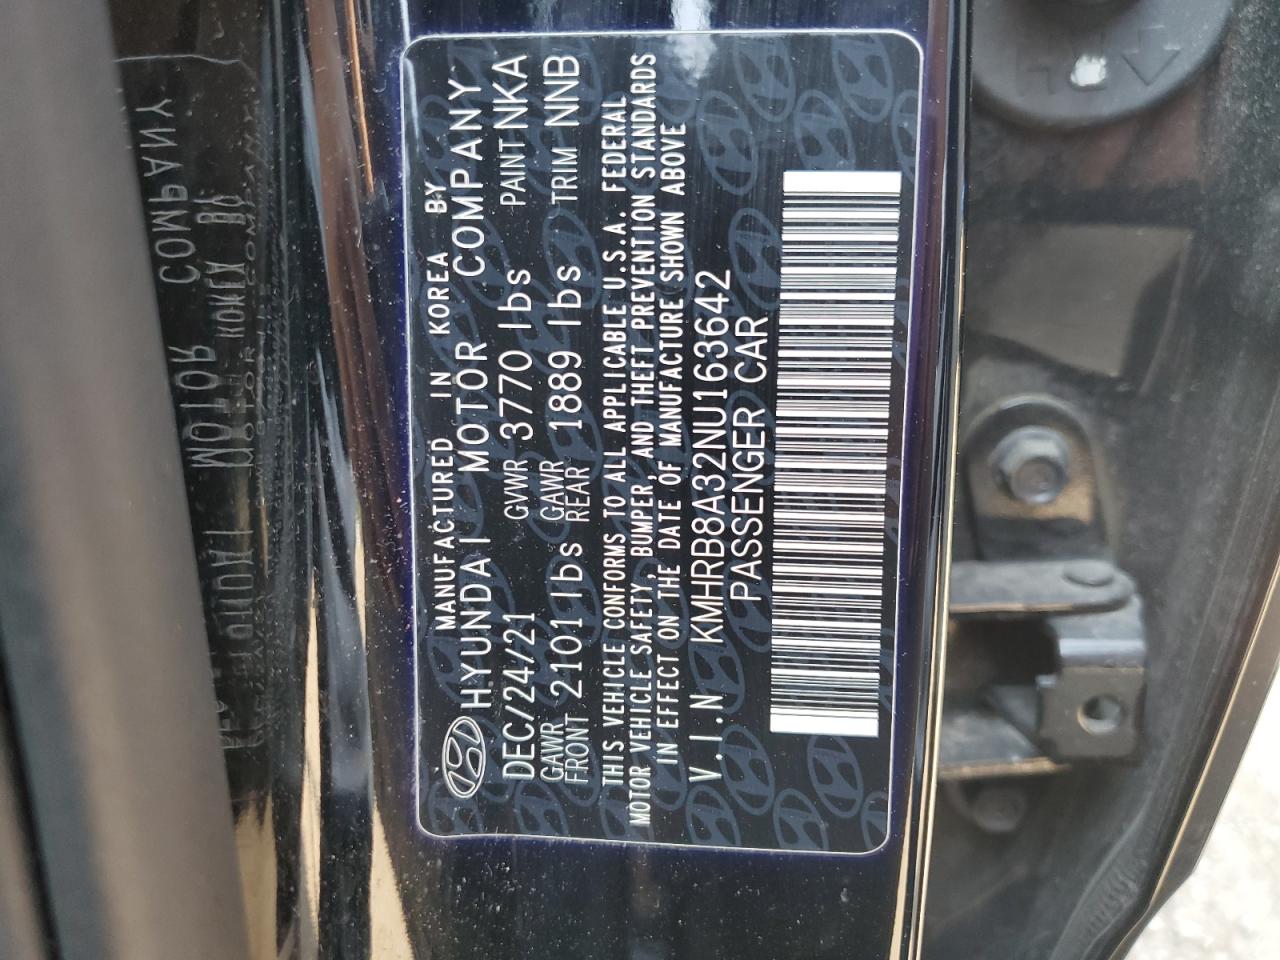 MANUFACTURED IN KOREA BY
HYUNDAI MOTOR COMPANY
DEC/24/21 GVWR 3770 lbs PAINT NKA
GAWR FRONT 2101 lbs GAWR REAR 1889 lbs TRIM NNB
THIS VEHICLE CONFORMS TO ALL APPLICABLE U.S.A. FEDERAL
MOTOR VEHICLE SAFETY, BUMPER, AND THEFT PREVENTION STANDARDS
IN EFFECT ON THE DATE OF MANUFACTURE SHOWN ABOVE
V.I.N KMHRB8A32NU163642
PASSENGER CAR